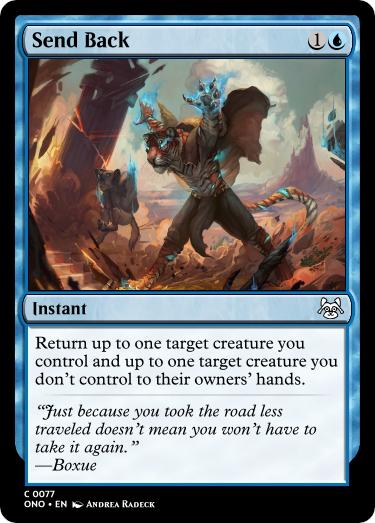 Send Back 1
Instant
Return up to one target creature you
control and up to one target creature you
don't control to their owners' hands.
“Just because you took the road less
traveled doesn't mean you won't have to
take it again.”
—Boxue
C 0077
ONO • EN Andrea Radeck